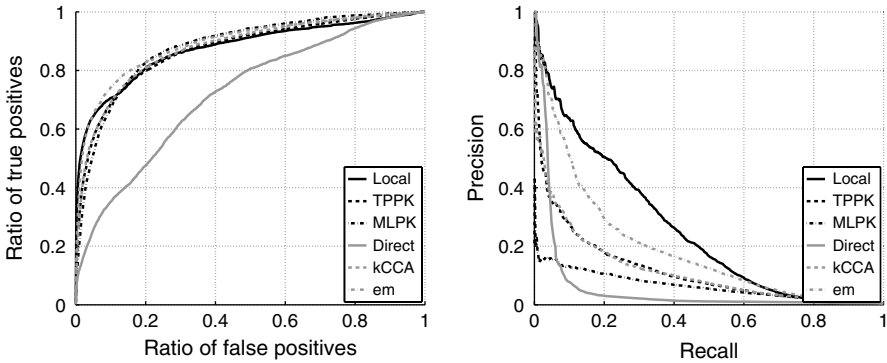 1
0.8
0.6
0.4
0.2
0
Ratio of true positives
0
0.2
0.4
0.6
0.8
1
Ratio of false positives
Local
TPPK
MLPK
Direct
kCCA
em
1
0.8
0.6
0.4
0.2
0
Precision
0
0.2
0.4
0.6
0.8
1
Recall
Local
TPPK
MLPK
Direct
kCCA
em